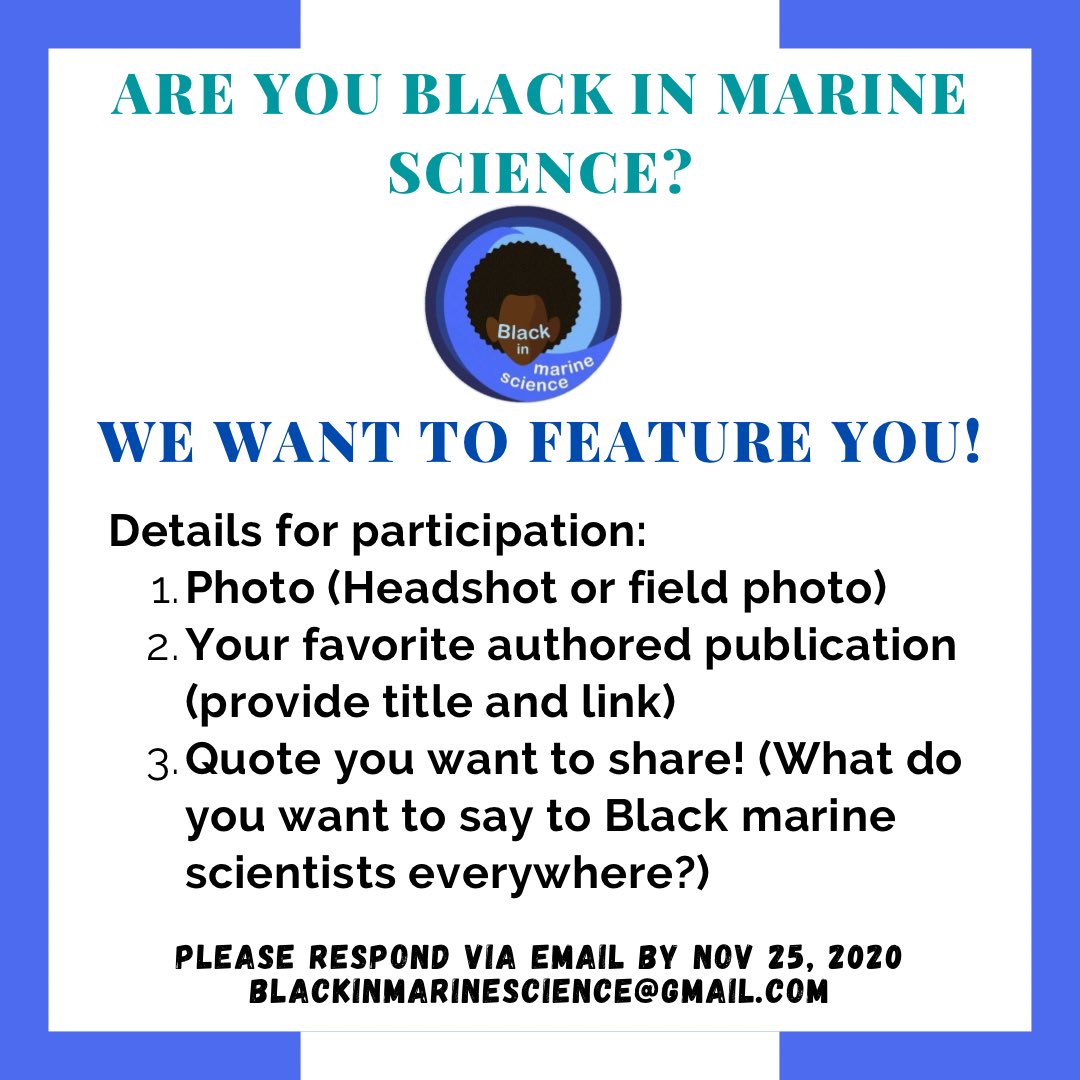 ARE YOU BLACK IN MARINE
SCIENCE?
Black
in
marine
science
WE WANT TO FEATURE YOU!
Details for participation:
1. Photo (Headshot or field photo)
2. Your favorite authored publication
(provide title and link)
3. Quote you want to share! (What do
you want to say to Black marine
scientists everywhere?)
PLEASE RESPOND VIA EMAIL BY NOV 25, 2020
BLACKINMARINESCIENCE@GMAIL.COM